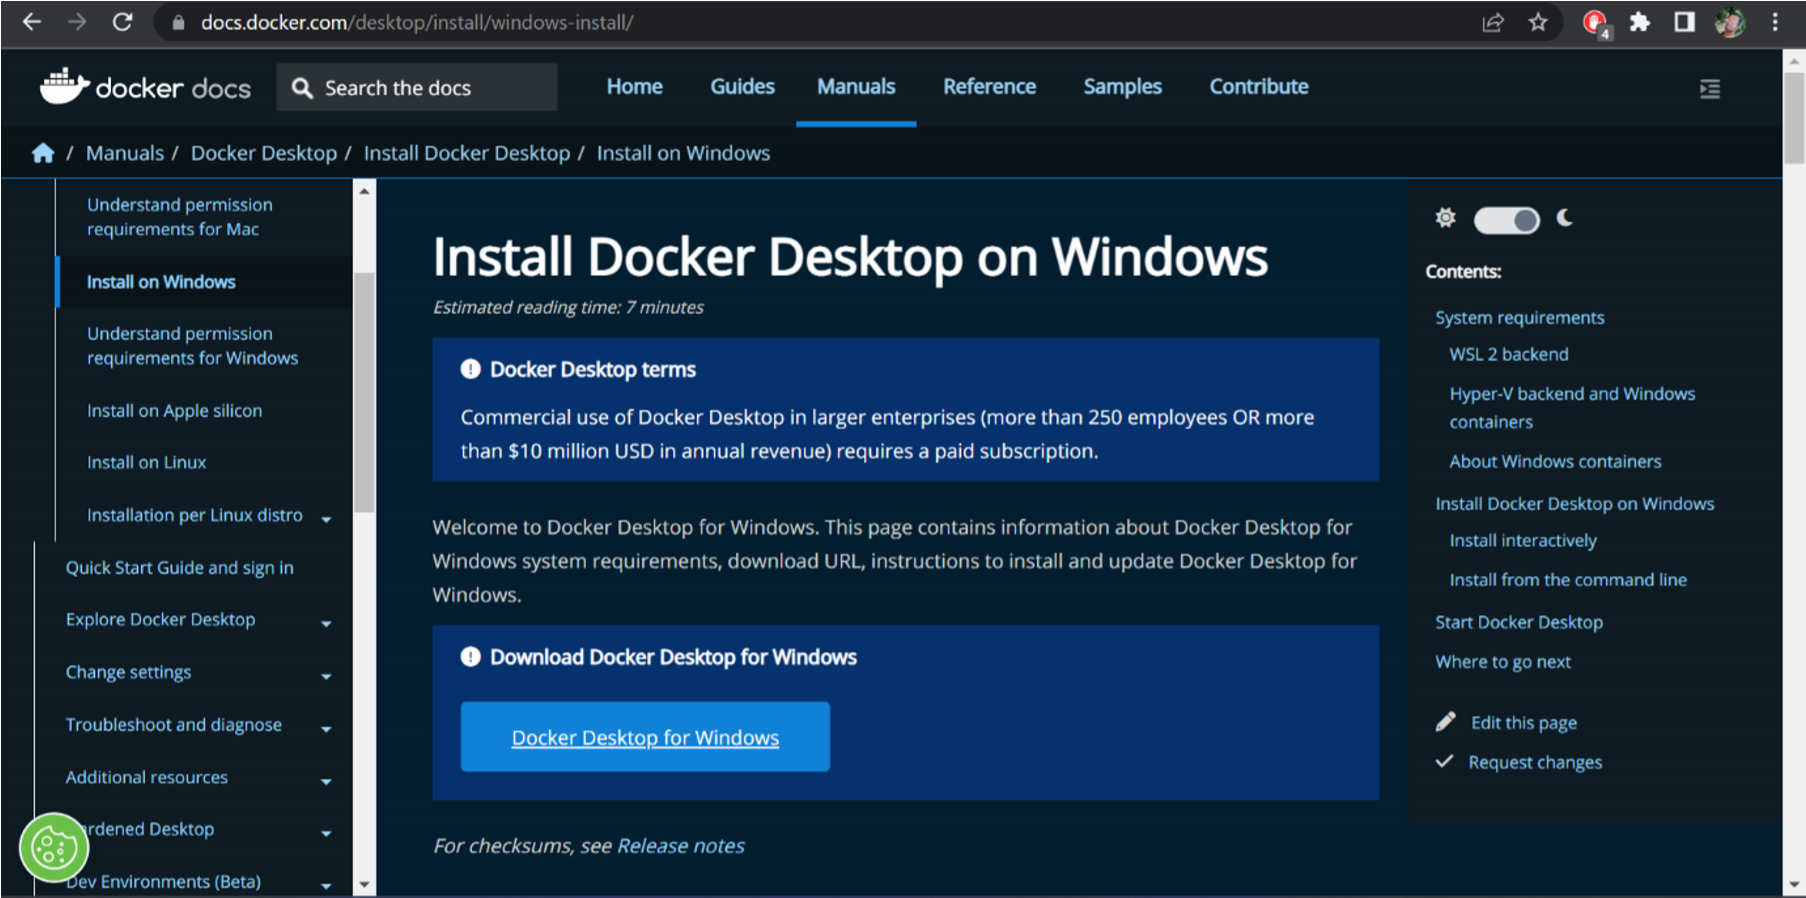 docs.docker.com/desktop/install/windows-install/
4
docker docs
Search the docs
Home
Guides
Manuals
Reference
Samples
Contribute
/ Manuals / Docker Desktop / Install Docker Desktop / Install on Windows
Understand permission
requirements for Mac
Install on Windows
Understand permission
requirements for Windows
Install on Apple silicon
Install on Linux
Installation per Linux distro
Quick Start Guide and sign in
Explore Docker Desktop
Change settings
Troubleshoot and diagnose
Additional resources
ardened Desktop
Dev Environments (Beta)
Install Docker Desktop on Windows
Estimated reading time: 7 minutes
Docker Desktop terms
Commercial use of Docker Desktop in larger enterprises (more than 250 employees OR more
than $10 million USD in annual revenue) requires a paid subscription.
Welcome to Docker Desktop for Windows. This page contains information about Docker Desktop for
Windows system requirements, download URL, instructions to install and update Docker Desktop for
Windows.
Download Docker Desktop for Windows
Docker Desktop for Windows
For checksums, see Release notes
Contents:
System requirements
WSL 2 backend
Hyper-V backend and Windows
containers
About Windows containers
Install Docker Desktop on Windows
Install interactively
Install from the command line
Start Docker Desktop
Where to go next
Edit this page
Request changes